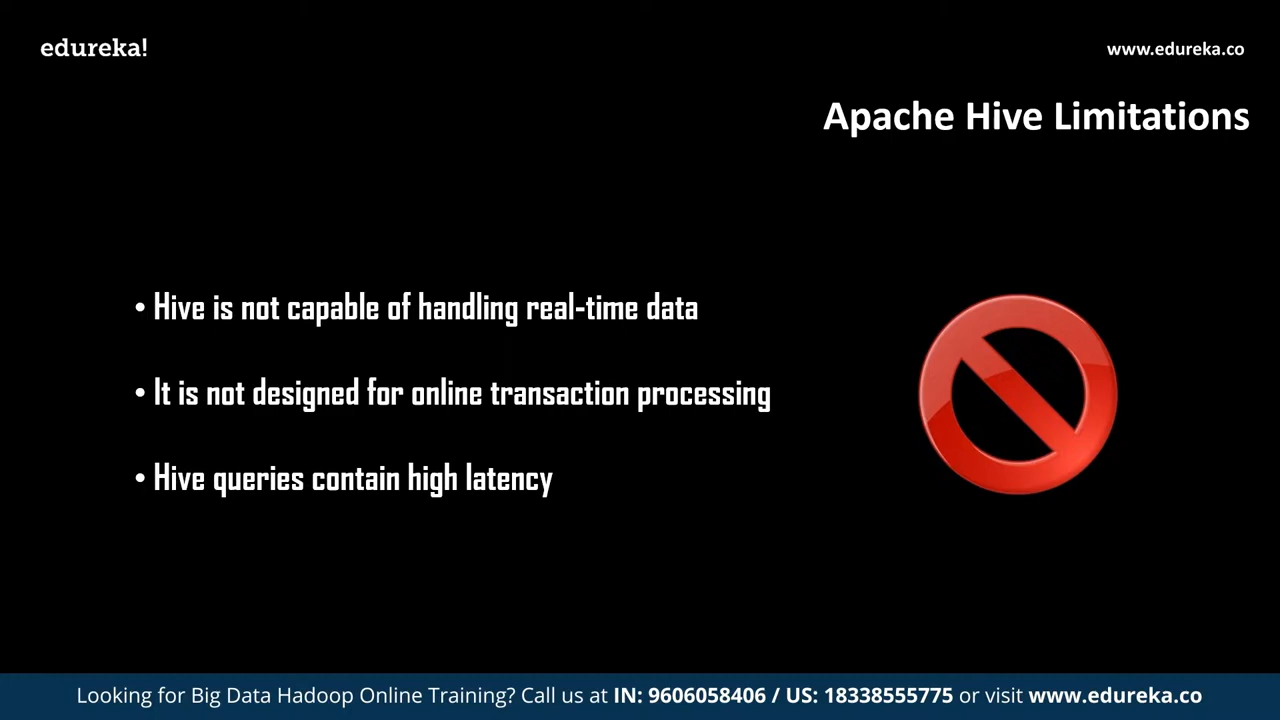 edureka!
www.edureka.co
Apache Hive Limitations
• Hive is not capable of handling real-time data
• It is not designed for online transaction processing
• Hive queries contain high latency
Looking for Big Data Hadoop Online Training? Call us at IN: 9606058406 / US: 18338555775 or visit www.edureka.co